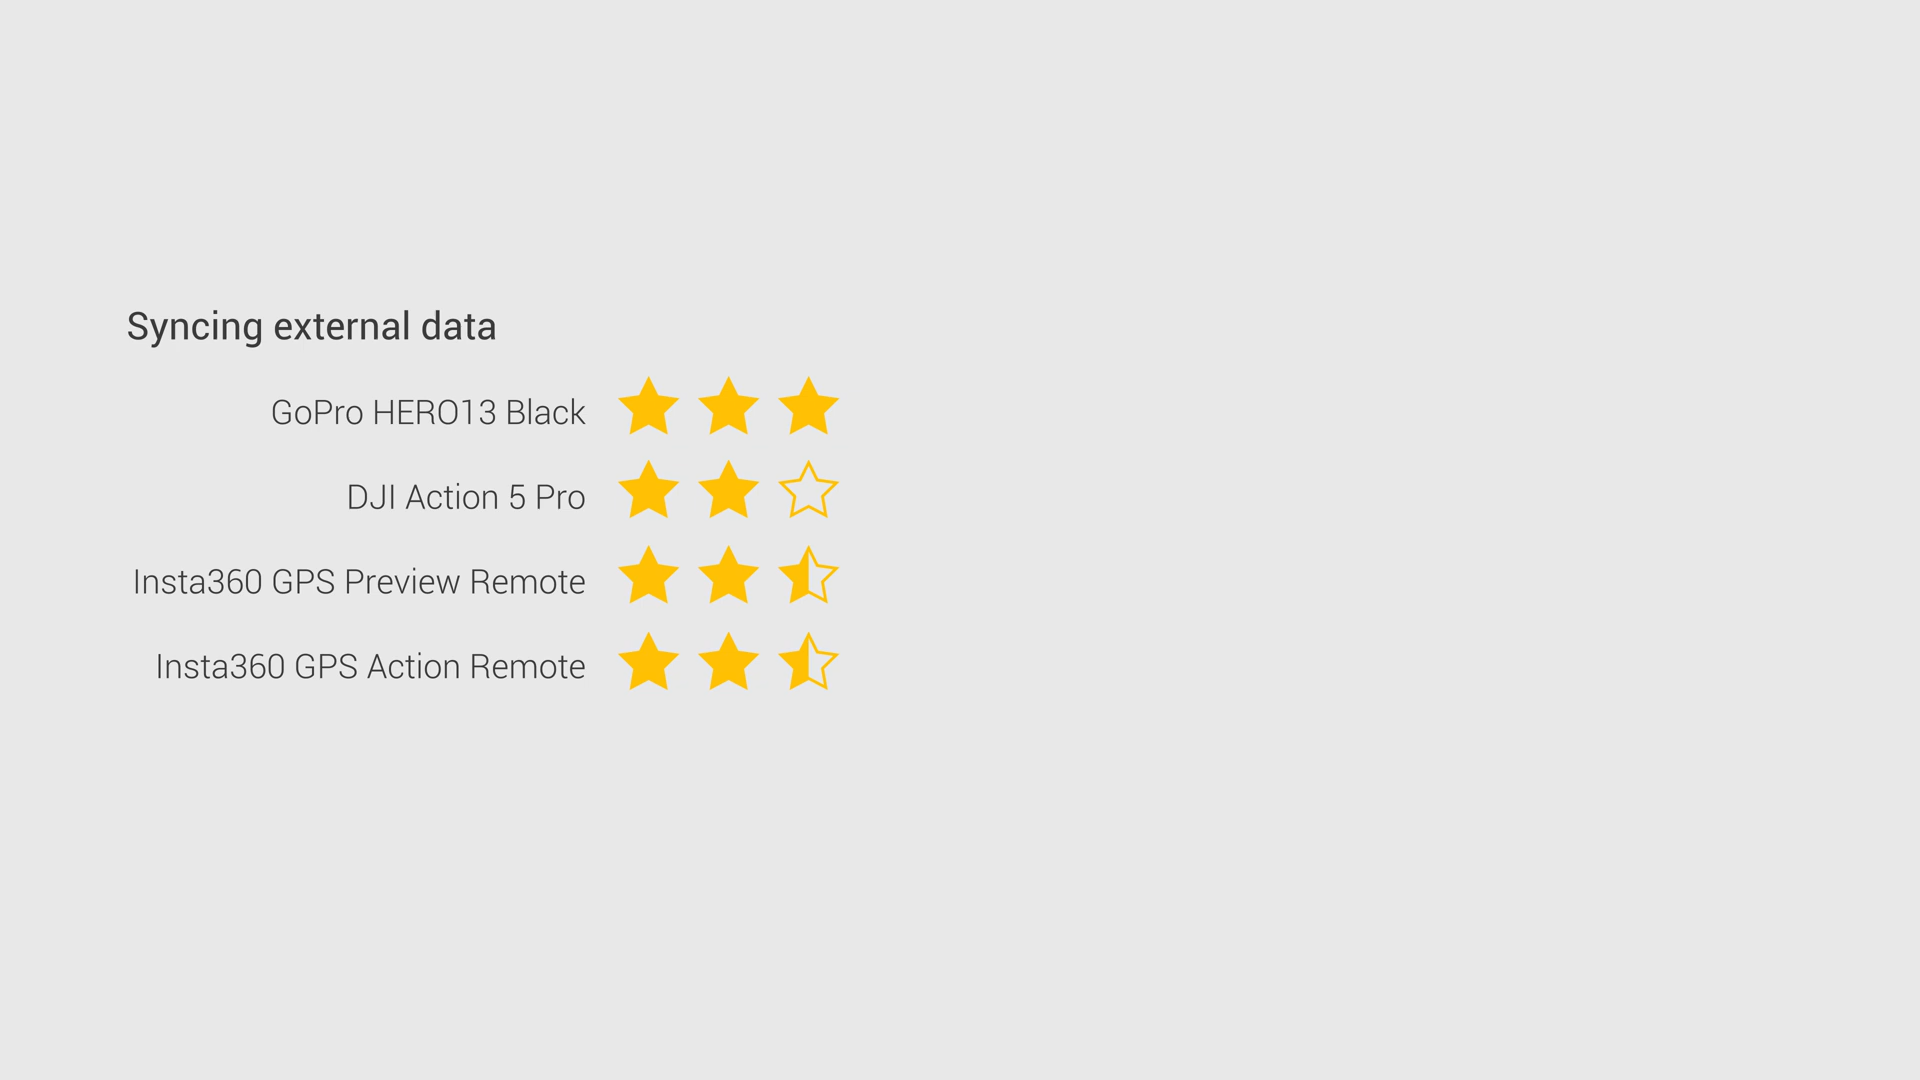 Syncing external data
GoPro HERO13 Black
DJI Action 5 Pro
Insta360 GPS Preview Remote
Insta360 GPS Action Remote